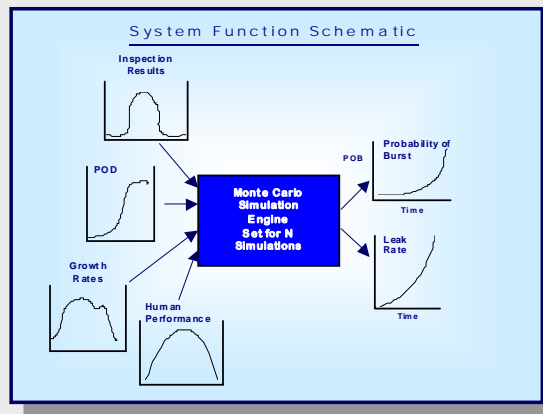 System Function Schematic
Inspection
Results
POD
Growth
Rates
Human
Performance
Monte Carlo
Simulation
Engine
Set for N
Simulations
POB
Probability of
Burst
Time
Leak
Rate
Time